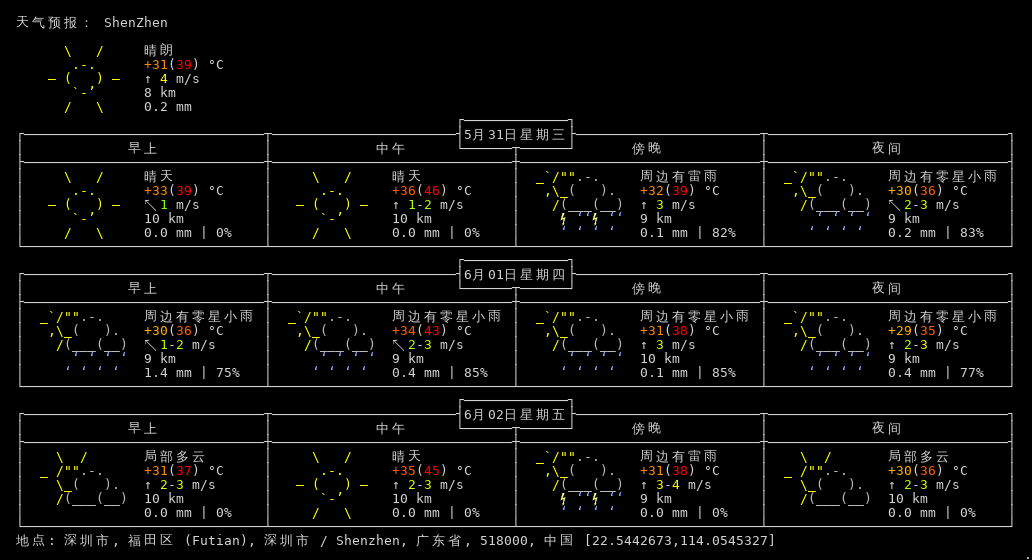 天气预报： ShenZhen
晴朗
+31(39) °C
↑ 4 m/s
8 km
0.2 mm
5月31日星期三
早上 中午 傍晚 夜间
晴天 晴天 周边有雷雨 周边有零星小雨
+33(39) °C +36(46) °C +32(39) °C +30(36) °C
↖ 1 m/s ↑ 1-2 m/s ↑ 3 m/s ↖ 2-3 m/s
10 km 10 km 9 km 9 km
0.0 mm | 0% 0.0 mm | 0% 0.1 mm | 82% 0.2 mm | 83%
6月01日星期四
早上 中午 傍晚 夜间
周边有零星小雨 周边有零星小雨 周边有零星小雨 周边有零星小雨
+30(36) °C +34(43) °C +31(38) °C +29(35) °C
↖ 1-2 m/s ↖ 2-3 m/s ↑ 3 m/s ↑ 2-3 m/s
9 km 9 km 10 km 9 km
1.4 mm | 75% 0.4 mm | 85% 0.1 mm | 85% 0.4 mm | 77%
6月02日星期五
早上 中午 傍晚 夜间
局部多云 晴天 周边有雷雨 局部多云
+31(37) °C +35(45) °C +31(38) °C +30(36) °C
↑ 2-3 m/s ↑ 2-3 m/s ↑ 3-4 m/s ↑ 2-3 m/s
10 km 10 km 9 km 10 km
0.0 mm | 0% 0.0 mm | 0% 0.0 mm | 0% 0.0 mm | 0%
地点: 深圳市, 福田区 (Futian), 深圳市 / Shenzhen, 广东省, 518000, 中国 [22.5442673,114.0545327]